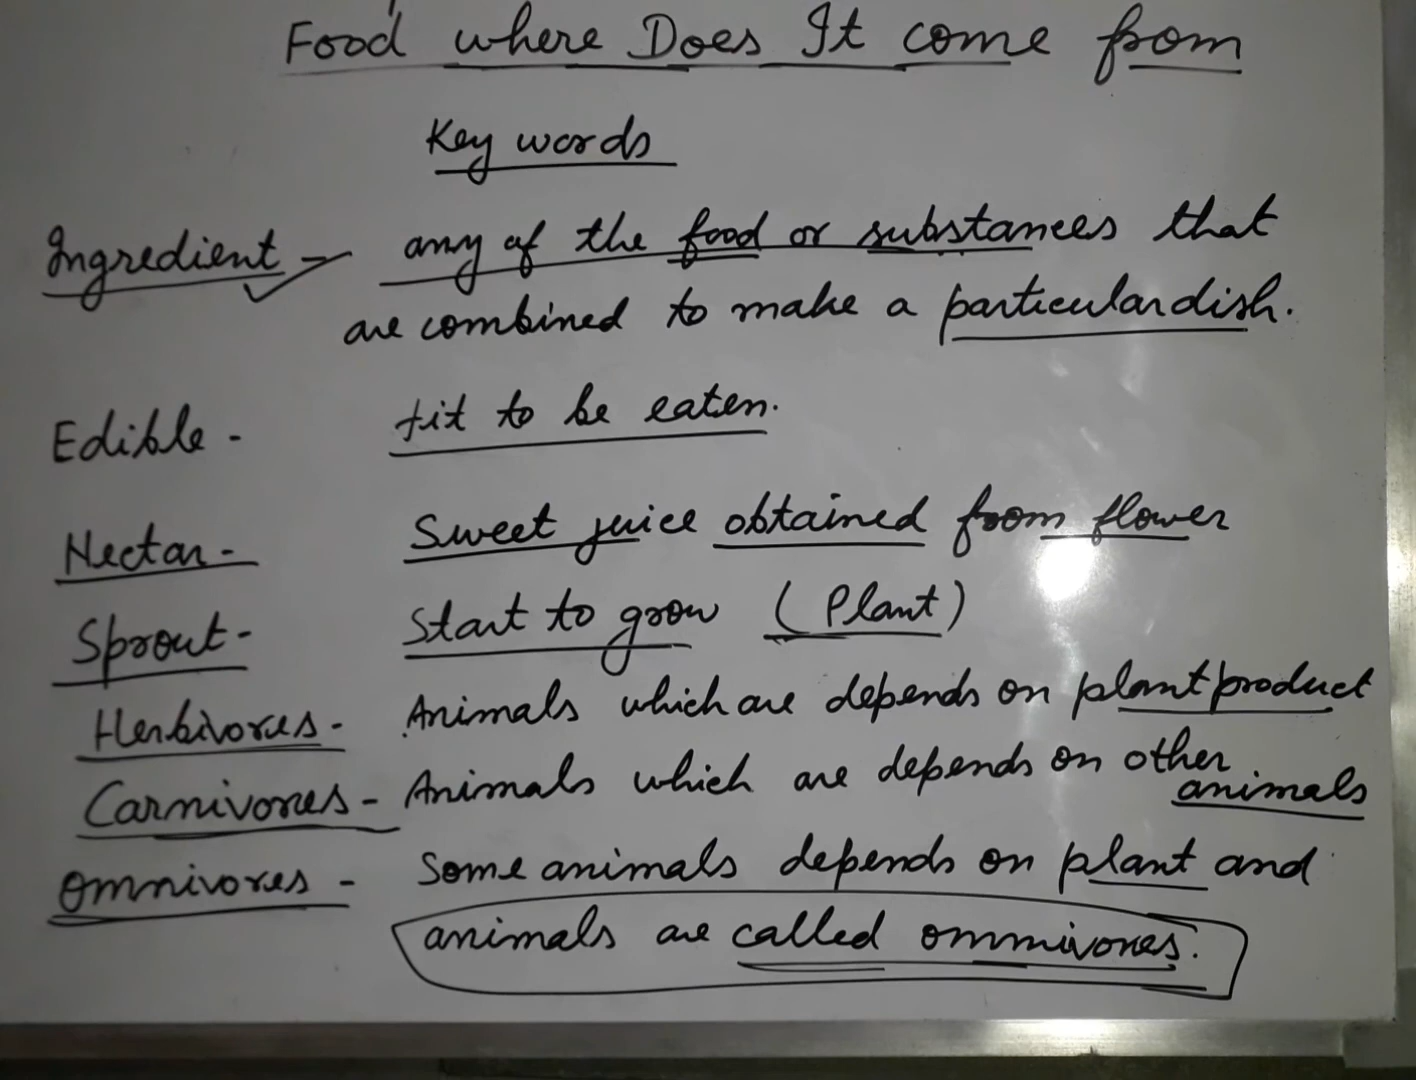 Food where Does It come from
Key words
Ingredient - any of the food or substances that
are combined to make a particular dish.
Edible - fit to be eaten.
Nectar - Sweet juice obtained from flower
Sprout - Start to grow (Plant)
Herbivores - Animals which are depends on plant product
Carnivores - Animals which are depends on other
animals
Omnivores - Some animals depends on plant and
animals are called ommivores.